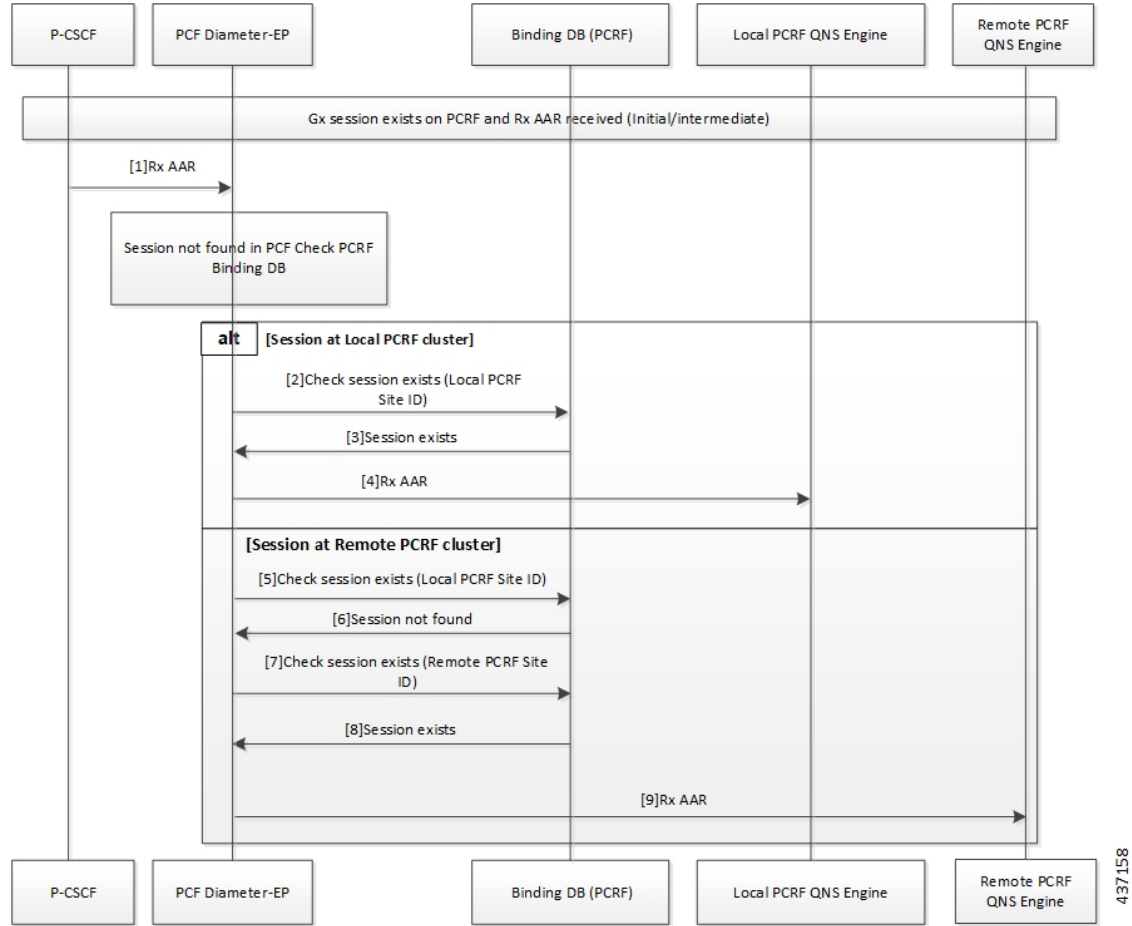 P-CSCF
PCF Diameter-EP
Binding DB (PCRF)
Local PCRF QNS Engine
Remote PCRF
QNS Engine
Gx session exists on PCRF and Rx AAR received (Initial/intermediate)
[1]Rx AAR
Session not found in PCF Check PCRF
Binding DB
alt
[Session at Local PCRF cluster]
[2]Check session exists (Local PCRF
Site ID)
[3]Session exists
[4]Rx AAR
[Session at Remote PCRF cluster]
[5]Check session exists (Local PCRF Site ID)
[6]Session not found
[7]Check session exists (Remote PCRF Site
ID)
[8]Session exists
[9]Rx AAR
P-CSCF
PCF Diameter-EP
Binding DB (PCRF)
Local PCRF QNS Engine
Remote PCRF
QNS Engine
437158